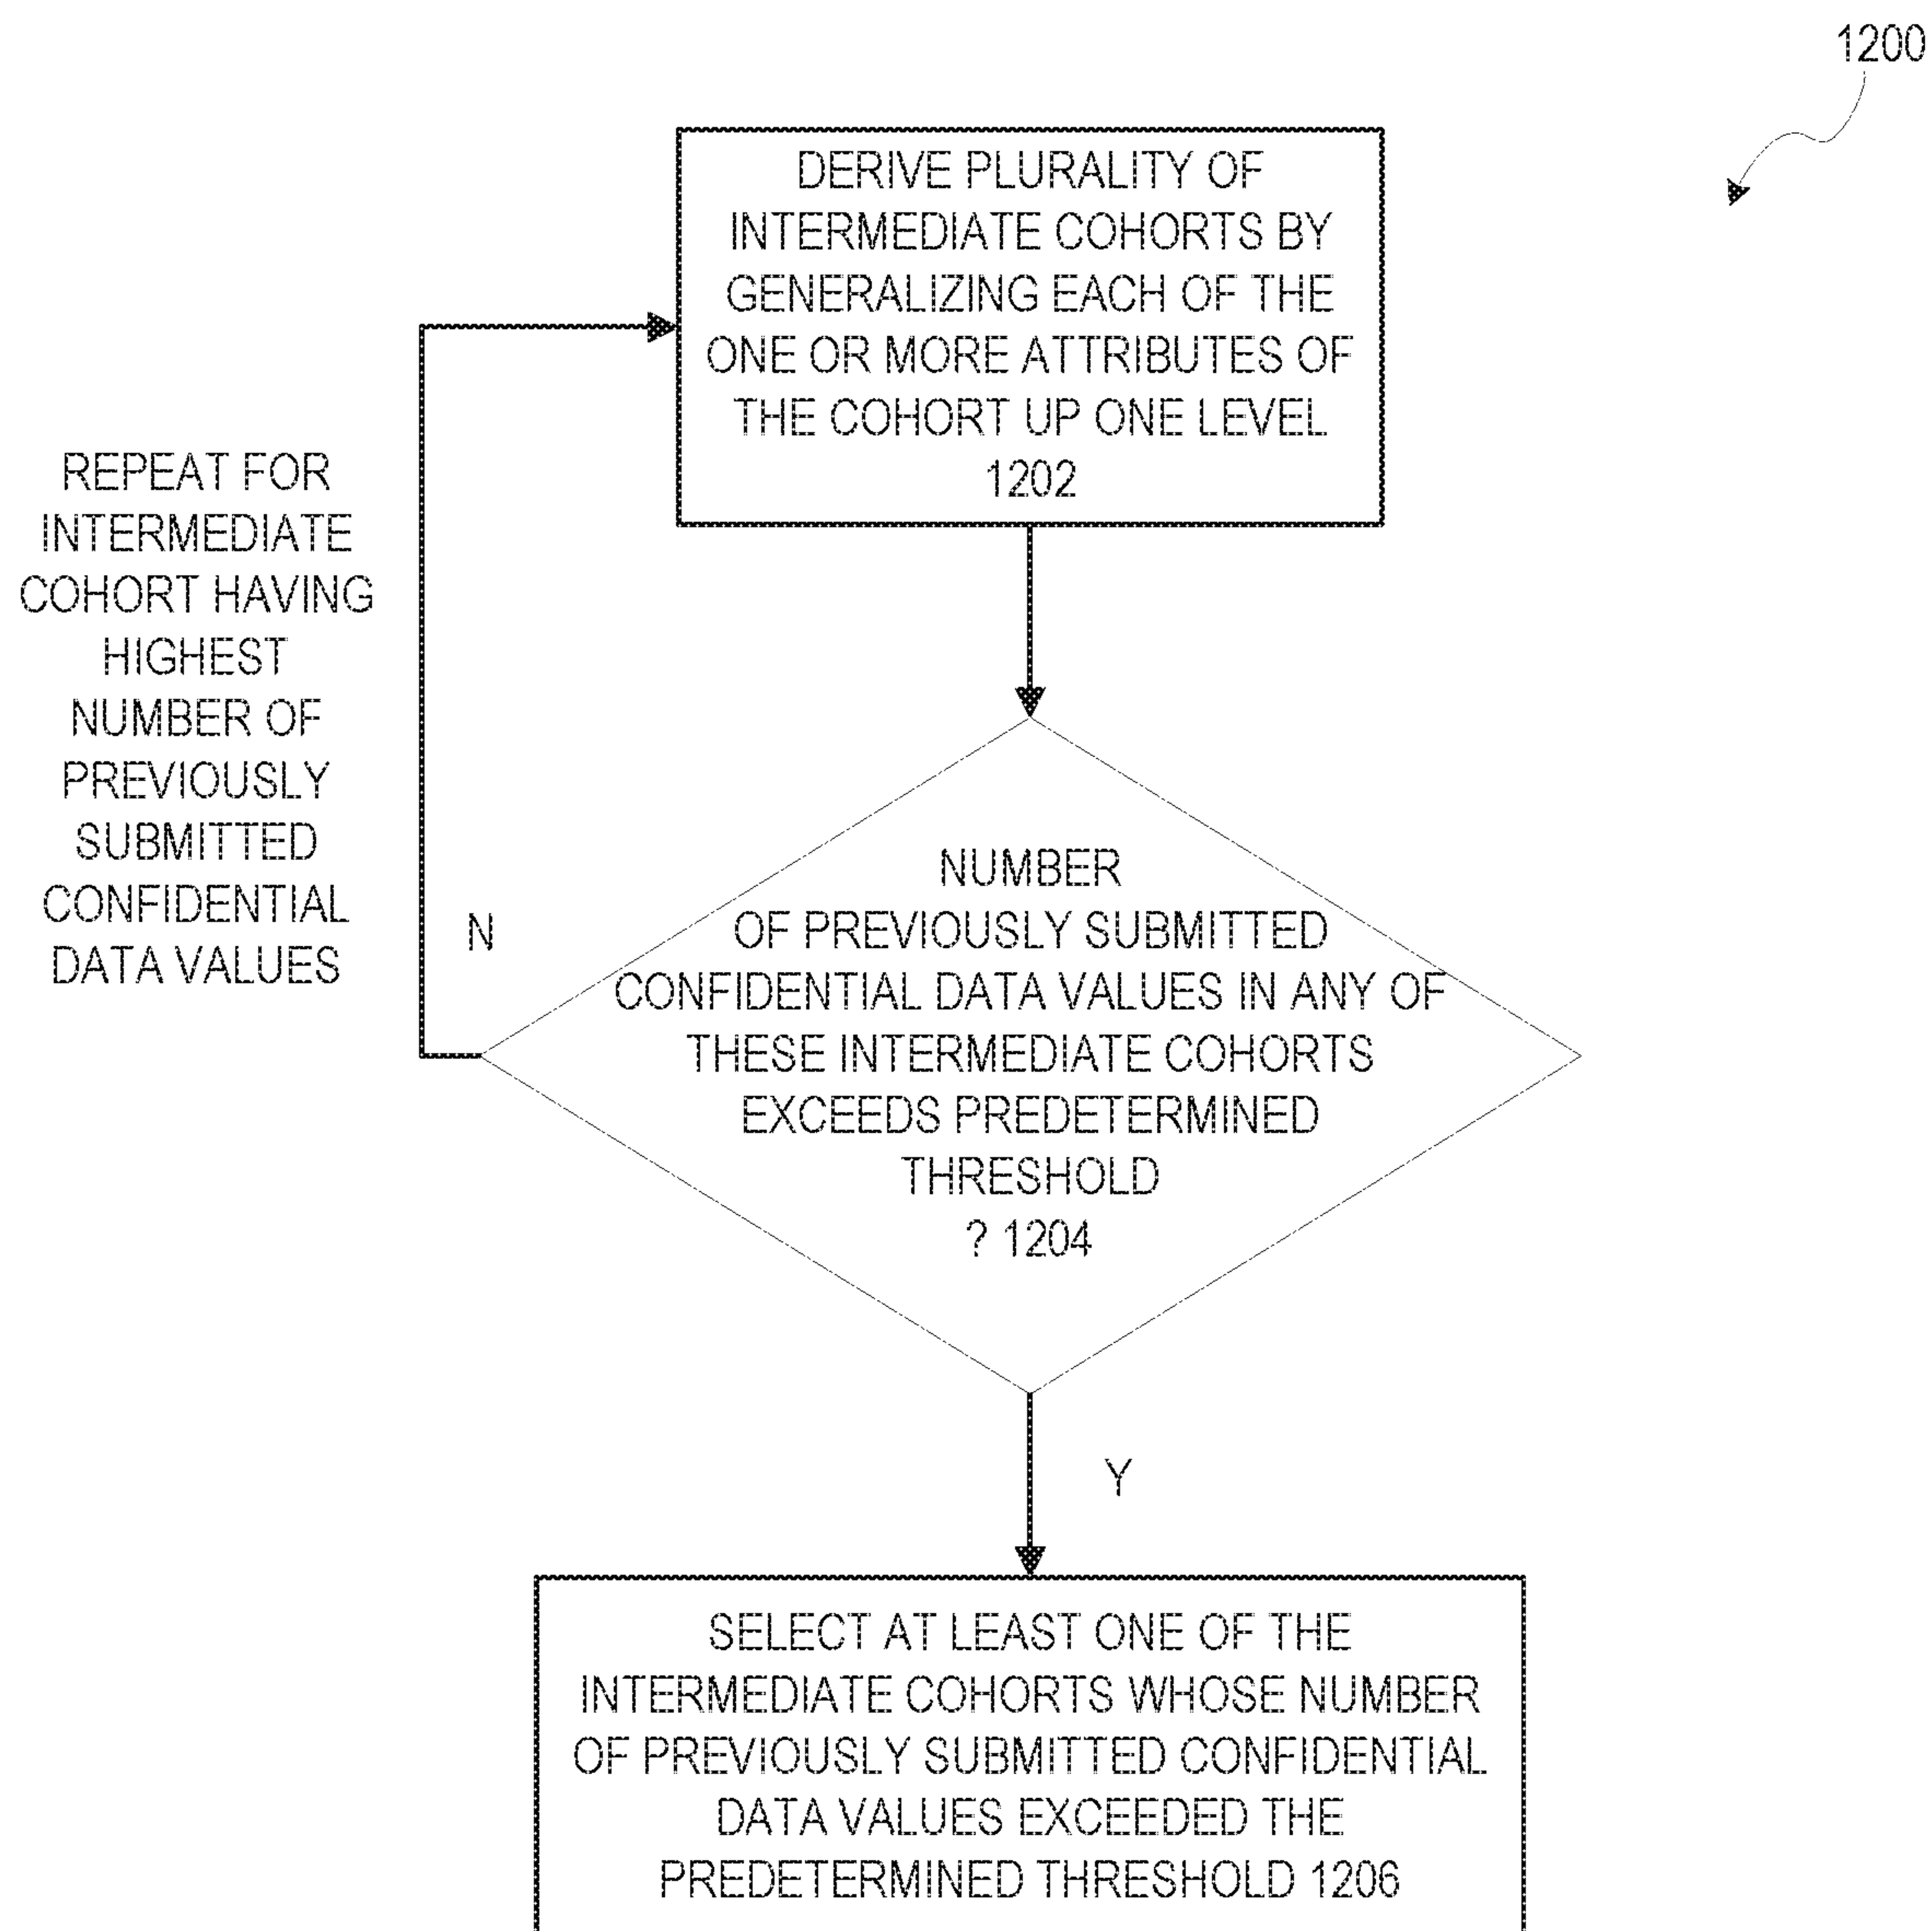 1200
DERIVE PLURALITY OF
INTERMEDIATE COHORTS BY
GENERALIZING EACH OF THE
ONE OR MORE ATTRIBUTES OF
THE COHORT UP ONE LEVEL
1202
REPEAT FOR
INTERMEDIATE
COHORT HAVING
HIGHEST
NUMBER OF
PREVIOUSLY
SUBMITTED
CONFIDENTIAL
DATA VALUES
N
NUMBER
OF PREVIOUSLY SUBMITTED
CONFIDENTIAL DATA VALUES IN ANY OF
THESE INTERMEDIATE COHORTS
EXCEEDS PREDETERMINED
THRESHOLD
? 1204
Y
SELECT AT LEAST ONE OF THE
INTERMEDIATE COHORTS WHOSE NUMBER
OF PREVIOUSLY SUBMITTED CONFIDENTIAL
DATA VALUES EXCEEDED THE
PREDETERMINED THRESHOLD 1206